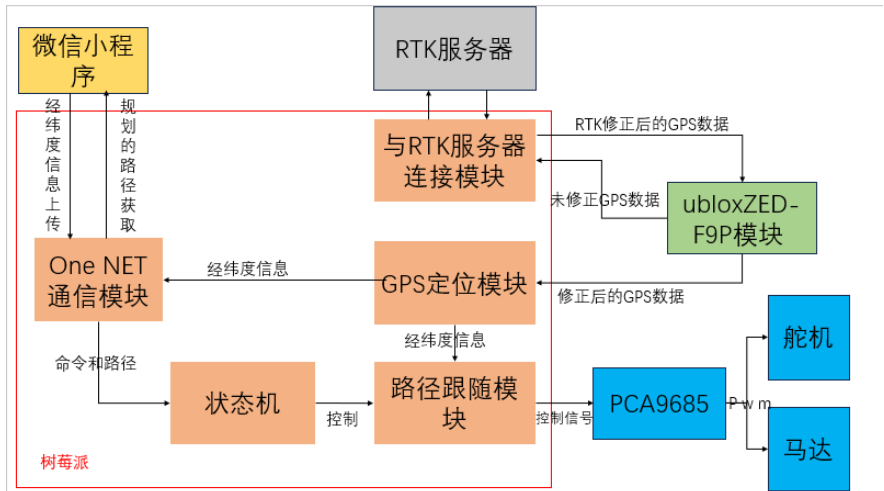 微信小程
序
RTK服务器
经纬度信息上传
规划的路径获取
与RTK服务器
连接模块
RTK修正后的GPS数据
未修正GPS数据
ubloxZED-
F9P模块
One NET
通信模块
经纬度信息
GPS定位模块
修正后的GPS数据
经纬度信息
命令和路径
状态机
控制
路径跟随模
块
控制信号
PCA9685
Pwm
舵机
马达
树莓派